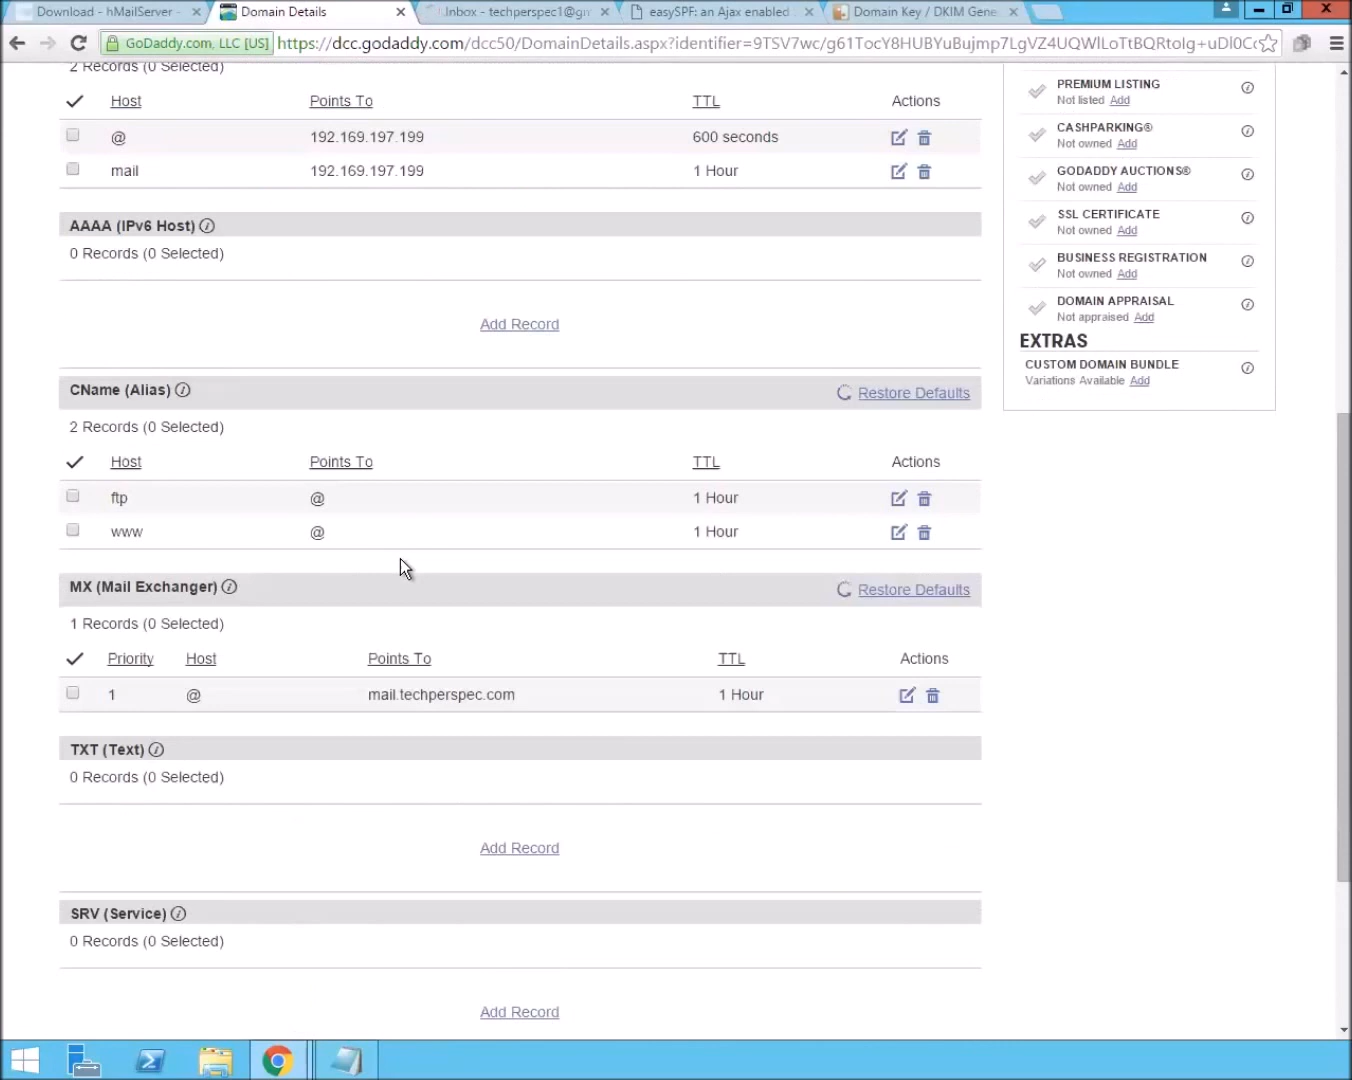 Download - hMailServer -
Domain Details
Inbox - techperspec1@gm
easySPF: an Ajax enabled
Domain Key / DKIM Gene
GoDaddy.com, LLC [US]
https://dcc.godaddy.com/dcc50/DomainDetails.aspx?identifier=
2 Records (0 Selected)
Host Points To TTL Actions
@ 192.169.197.199 600 seconds
mail 192.169.197.199 1 Hour
AAAA (IPv6 Host)
0 Records (0 Selected)
Add Record
CName (Alias) Restore Defaults
2 Records (0 Selected)
Host Points To TTL Actions
ftp @ 1 Hour
www @ 1 Hour
MX (Mail Exchanger) Restore Defaults
1 Records (0 Selected)
Priority Host Points To TTL Actions
1 @ mail.techperspec.com 1 Hour
TXT (Text)
0 Records (0 Selected)
Add Record
SRV (Service)
0 Records (0 Selected)
Add Record
PREMIUM LISTING
Not listed Add
CASHPARKING®
Not owned Add
GODADDY AUCTIONS®
Not owned Add
SSL CERTIFICATE
Not owned Add
BUSINESS REGISTRATION
Not owned Add
DOMAIN APPRAISAL
Not appraised Add
EXTRAS
CUSTOM DOMAIN BUNDLE
Variations Available Add